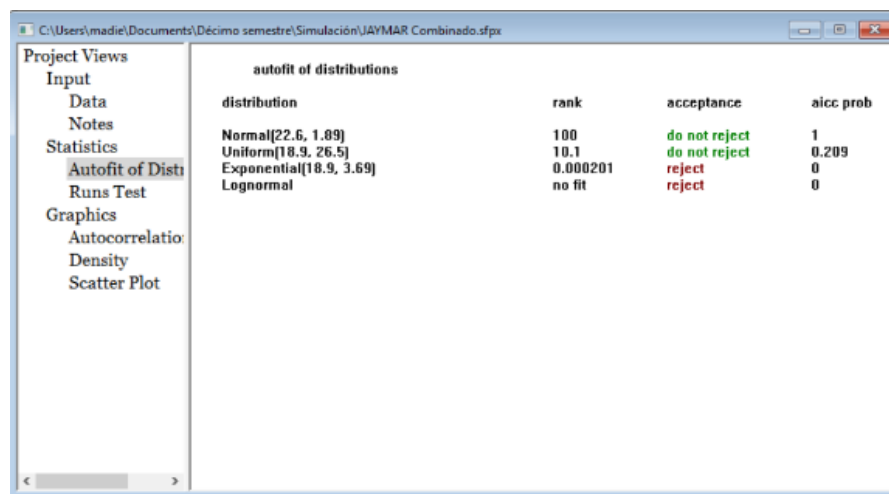 C:\Users\madie\Documents\Décimo semestre\Simulación\JAYMAR Combinado.sfpx
Project Views
Input
Data
Notes
Statistics
Autofit of Distr
Runs Test
Graphics
Autocorrelatio
Density
Scatter Plot
autofit of distributions
distribution rank acceptance aicc prob
Normal(22.6, 1.89) 100 do not reject 1
Uniform(18.9, 26.5) 10.1 do not reject 0.209
Exponential(18.9, 3.69) 0.000201 reject 0
Lognormal no fit reject 0